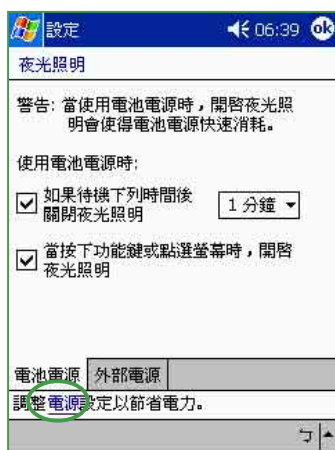 設定 06:39 ok
夜光照明
警告: 當使用電池電源時，開啓夜光照
明會使得電池電源快速消耗。
使用電池電源時:
如果待機下列時間後
關閉夜光照明
1 分鐘
當按下功能鍵或點選螢幕時，開啓
夜光照明
電池電源 外部電源
調整電源設定以節省電力。
ㄅ